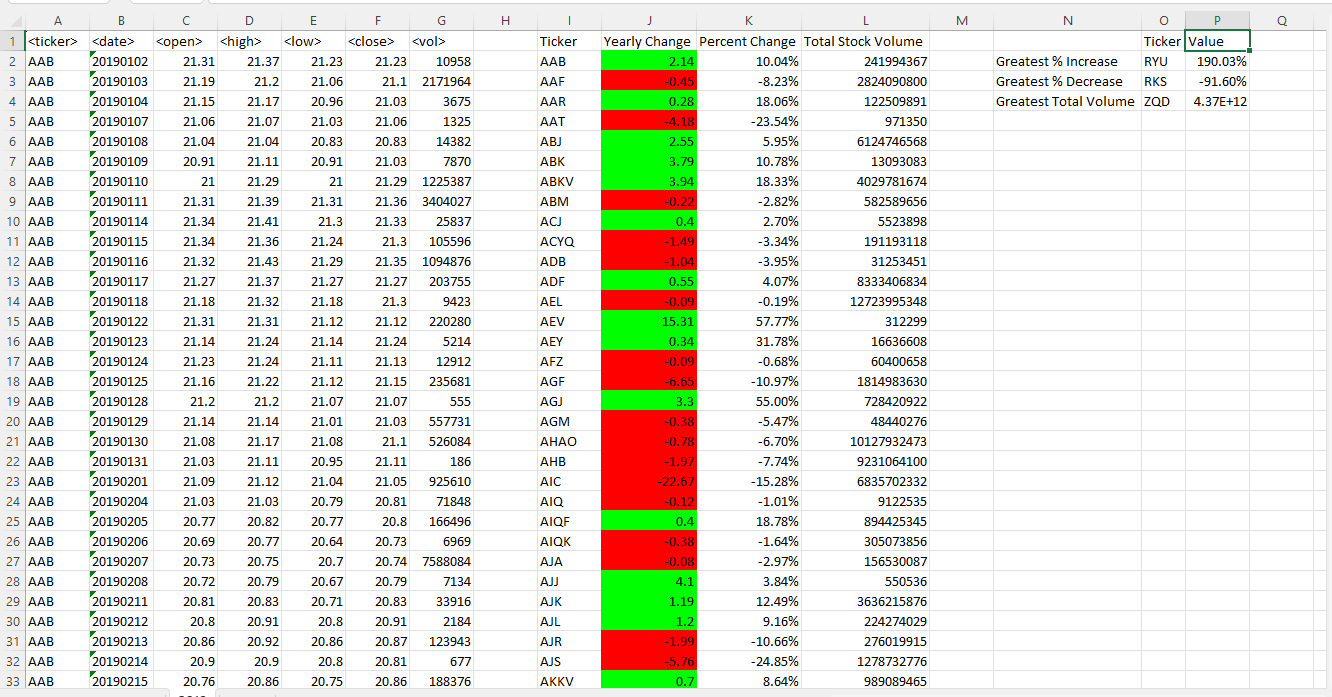 A B C D E F G H I J K L M N O P Q
1 <ticker> <date> <open> <high> <low> <close> <vol> Ticker Yearly Change Percent Change Total Stock Volume Ticker Value
2 AAB 20190102 21.31 21.37 21.23 21.23 10958 AAB 2.14 10.04% 241994367 Greatest % Increase RYU 190.03%
3 AAB 20190103 21.19 21.2 21.06 21.1 2171964 AAF -0.45 -8.23% 2824090800 Greatest % Decrease RKS -91.60%
4 AAB 20190104 21.15 21.17 20.96 21.03 3675 AAR 0.28 18.06% 122509891 Greatest Total Volume ZQD 4.37E+12
5 AAB 20190107 21.06 21.07 21.03 21.06 1325 AAT -4.18 -23.54% 971350
6 AAB 20190108 21.04 21.04 20.83 20.83 14382 ABJ 2.55 5.95% 6124746568
7 AAB 20190109 20.91 21.11 20.91 21.03 7870 ABK 3.79 10.78% 13093083
8 AAB 20190110 21 21.29 21 21.29 1225387 ABKV 3.94 18.33% 4029781674
9 AAB 20190111 21.31 21.39 21.31 21.36 3404027 ABM -0.22 -2.82% 582589656
10 AAB 20190114 21.34 21.41 21.3 21.33 25837 ACJ 0.4 2.70% 5523898
11 AAB 20190115 21.34 21.36 21.24 21.3 105596 ACYQ -1.49 -3.34% 191193118
12 AAB 20190116 21.32 21.43 21.29 21.35 1094876 ADB -1.04 -3.95% 31253451
13 AAB 20190117 21.27 21.37 21.27 21.27 203755 ADF 0.55 4.07% 8333406834
14 AAB 20190118 21.18 21.32 21.18 21.3 9423 AEL -0.09 -0.19% 12723995348
15 AAB 20190122 21.31 21.31 21.12 21.12 220280 AEV 15.31 57.77% 312299
16 AAB 20190123 21.14 21.24 21.14 21.24 5214 AEY 0.34 31.78% 16636608
17 AAB 20190124 21.23 21.24 21.11 21.13 12912 AFZ -0.09 -0.68% 60400658
18 AAB 20190125 21.16 21.22 21.12 21.15 235681 AGF -6.65 -10.97% 1814983630
19 AAB 20190128 21.2 21.2 21.07 21.07 555 AGJ 3.3 55.00% 728420922
20 AAB 20190129 21.14 21.14 21.01 21.03 557731 AGM -0.38 -5.47% 48440276
21 AAB 20190130 21.08 21.17 21.08 21.1 526084 AHAO -0.78 -6.70% 10127932473
22 AAB 20190131 21.03 21.11 20.95 21.11 186 AHB -1.97 -7.74% 9231064100
23 AAB 20190201 21.09 21.12 21.04 21.05 925610 AIC -22.67 -15.28% 6835702332
24 AAB 20190204 21.03 21.03 20.79 20.81 71848 AIQ -0.12 -1.01% 9122535
25 AAB 20190205 20.77 20.82 20.77 20.8 166496 AIQF 0.4 18.78% 894425345
26 AAB 20190206 20.69 20.77 20.64 20.73 6969 AIQK -0.38 -1.64% 305073856
27 AAB 20190207 20.73 20.75 20.7 20.74 7588084 AJA -0.08 -2.97% 156530087
28 AAB 20190208 20.72 20.79 20.67 20.79 7134 AJJ 4.1 3.84% 550536
29 AAB 20190211 20.81 20.83 20.71 20.83 33916 AJK 1.19 12.49% 3636215876
30 AAB 20190212 20.8 20.91 20.8 20.91 2184 AJL 1.2 9.16% 224274029
31 AAB 20190213 20.86 20.92 20.86 20.87 123943 AJR -1.99 -10.66% 276019915
32 AAB 20190214 20.9 20.9 20.8 20.81 677 AJS -5.76 -24.85% 1278732776
33 AAB 20190215 20.76 20.86 20.75 20.86 188376 AKKV 0.7 8.64% 989089465